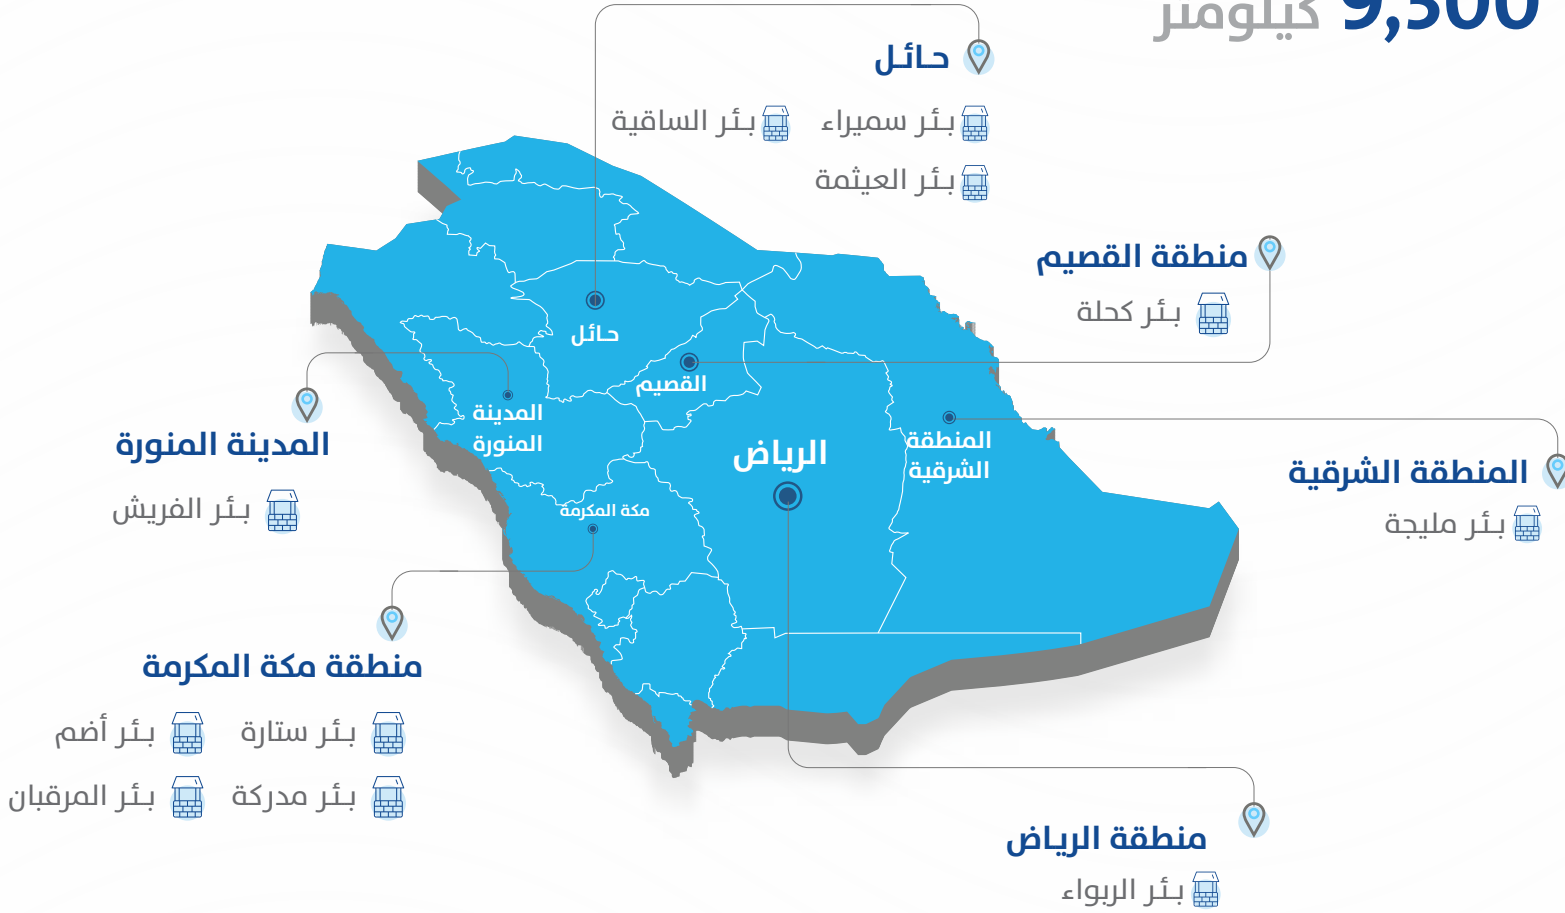 9,300 كيلومتر
حائل
بئر سميراء
بئر الساقية
بئر العيثمة
منطقة القصيم
بئر كحلة
حائل
القصيم
المدينة
المنورة
الرياض
المنطقة
الشرقية
مكة المكرمة
المدينة المنورة
بئر الفريش
المنطقة الشرقية
بئر مليجة
منطقة مكة المكرمة
بئر ستارة
بئر أضم
بئر مدركة
بئر المرقبان
منطقة الرياض
بئر الربواء